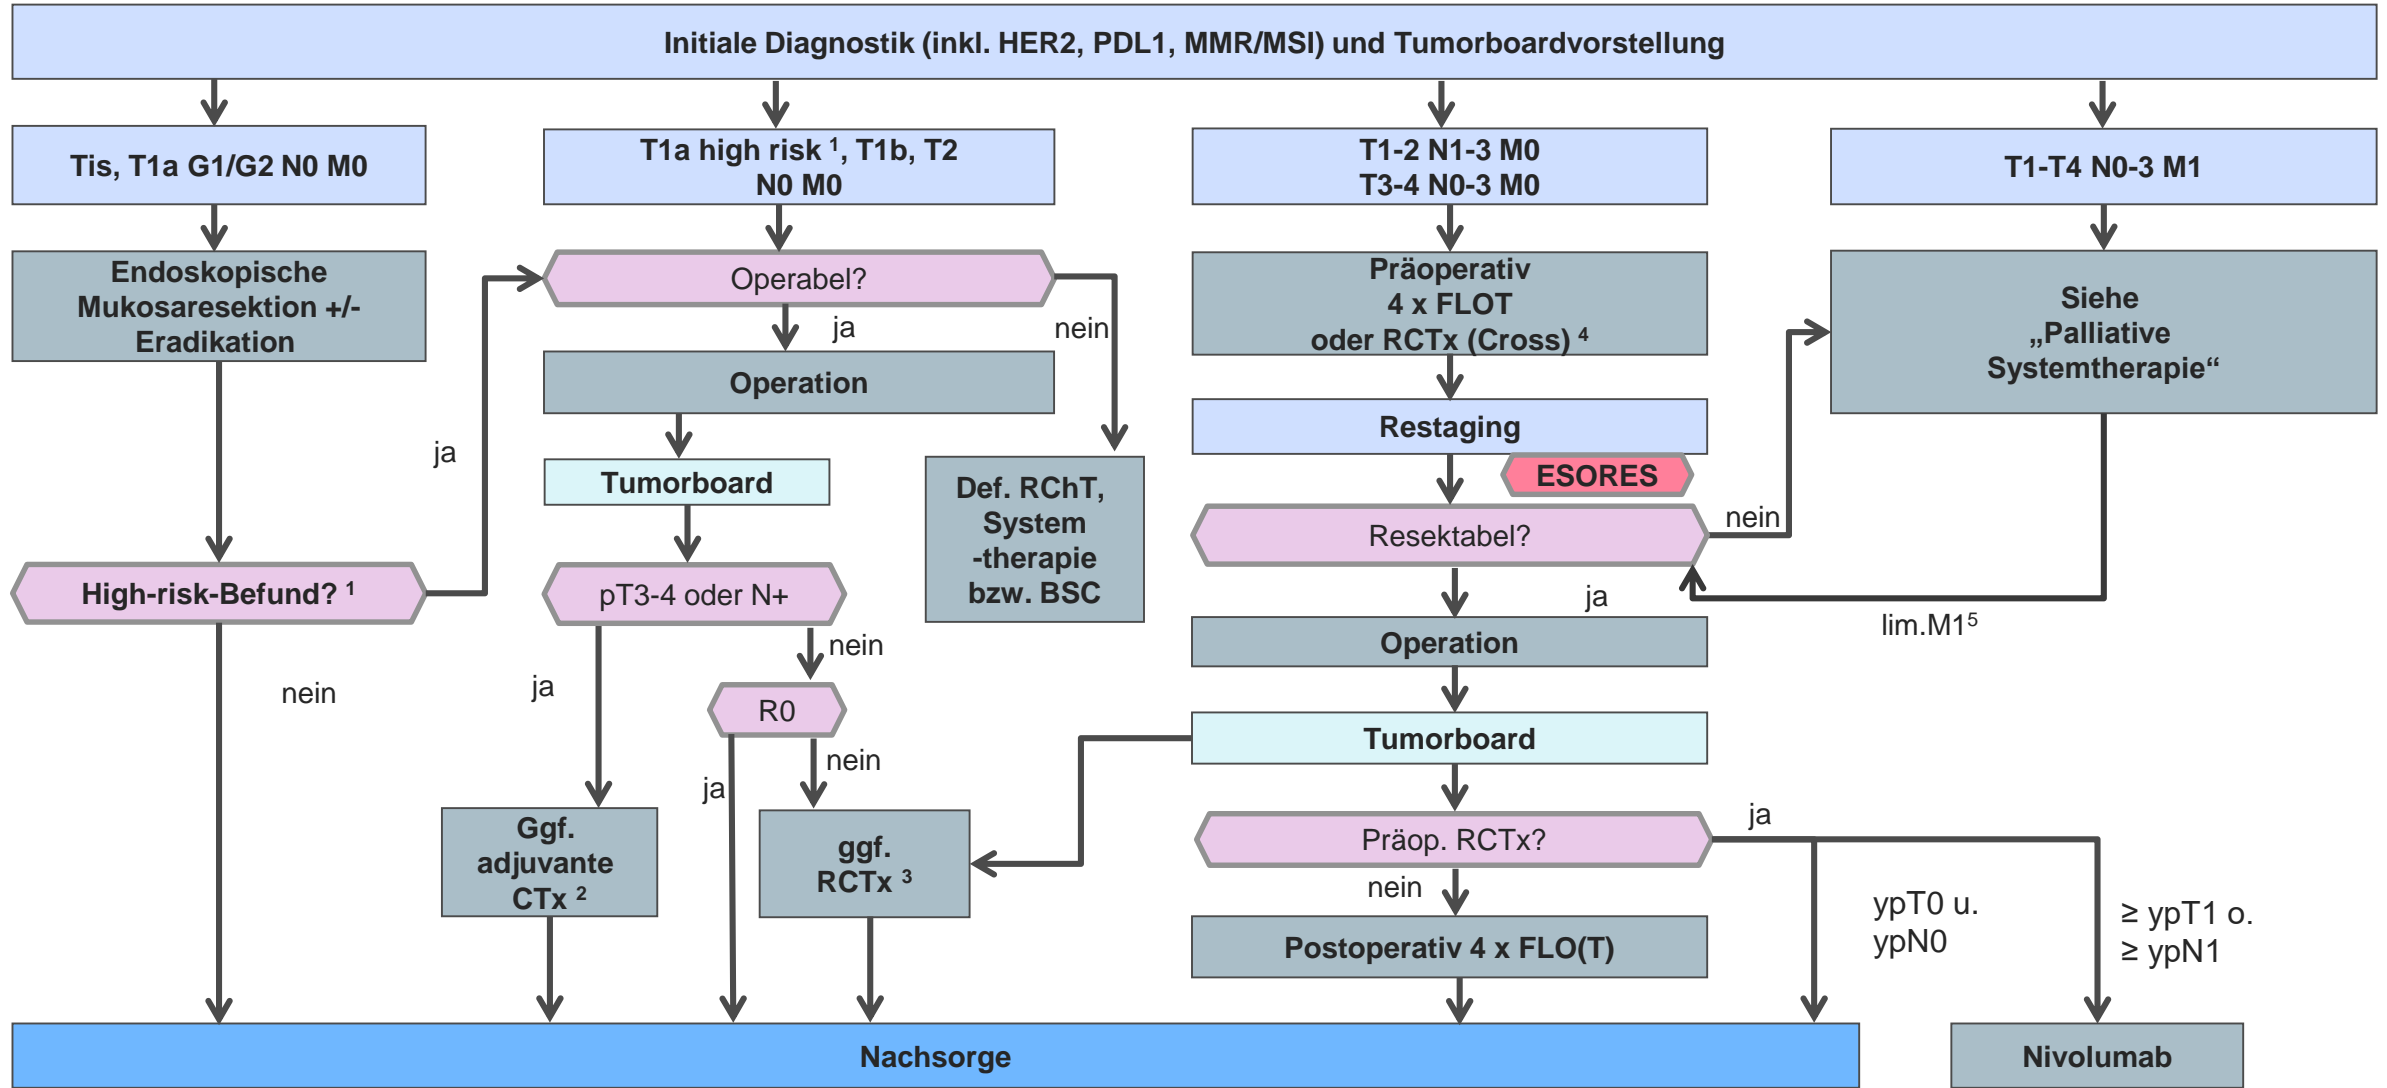 Initiale Diagnostik (inkl. HER2, PDL1, MMR/MSI) und Tumorboardvorstellung
Tis, T1a G1/G2 N0 M0
T1a high risk ¹, T1b, T2
N0 M0
T1-2 N1-3 M0
T3-4 N0-3 M0
T1-T4 N0-3 M1
Endoskopische
Mukosaresektion +/-
Eradikation
Operabel?
ja
nein
Operation
Präoperativ
4 x FLOT
oder RCTx (Cross) ⁴
Siehe
„Palliative
Systemtherapie“
Restaging
ESORES
ja
Tumorboard
Def. RChT,
System
-therapie
bzw. BSC
Resektabel?
nein
ja
lim.M1⁵
High-risk-Befund? ¹
nein
pT3-4 oder N+
ja
nein
R0
ja
nein
Operation
Tumorboard
Ggf.
adjuvante
CTx ²
ggf.
RCTx ³
Präop. RCTx?
ja
nein
ypT0 u.
ypN0
≥ ypT1 o.
≥ ypN1
Postoperativ 4 x FLO(T)
Nachsorge
Nivolumab